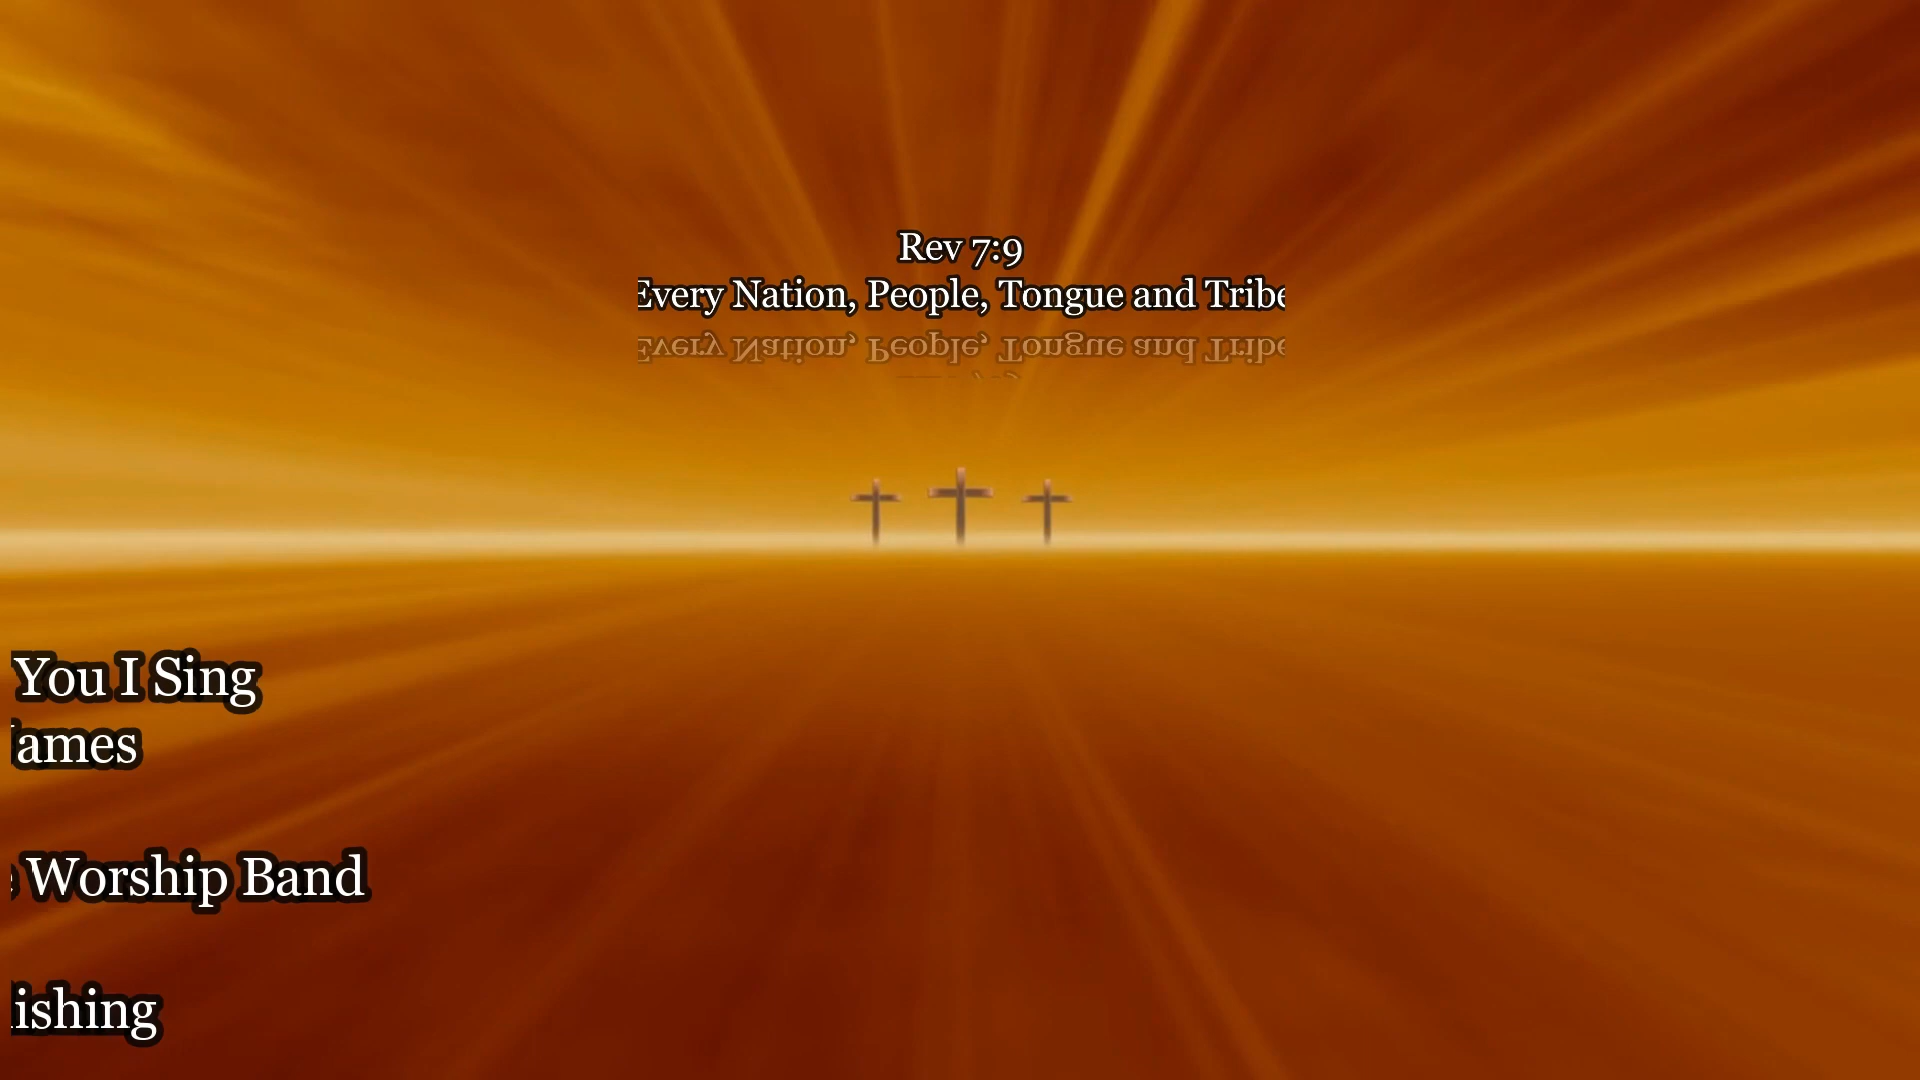 Rev 7:9
Every Nation, People, Tongue and Tribe
You I Sing
ames
Worship Band
ishing